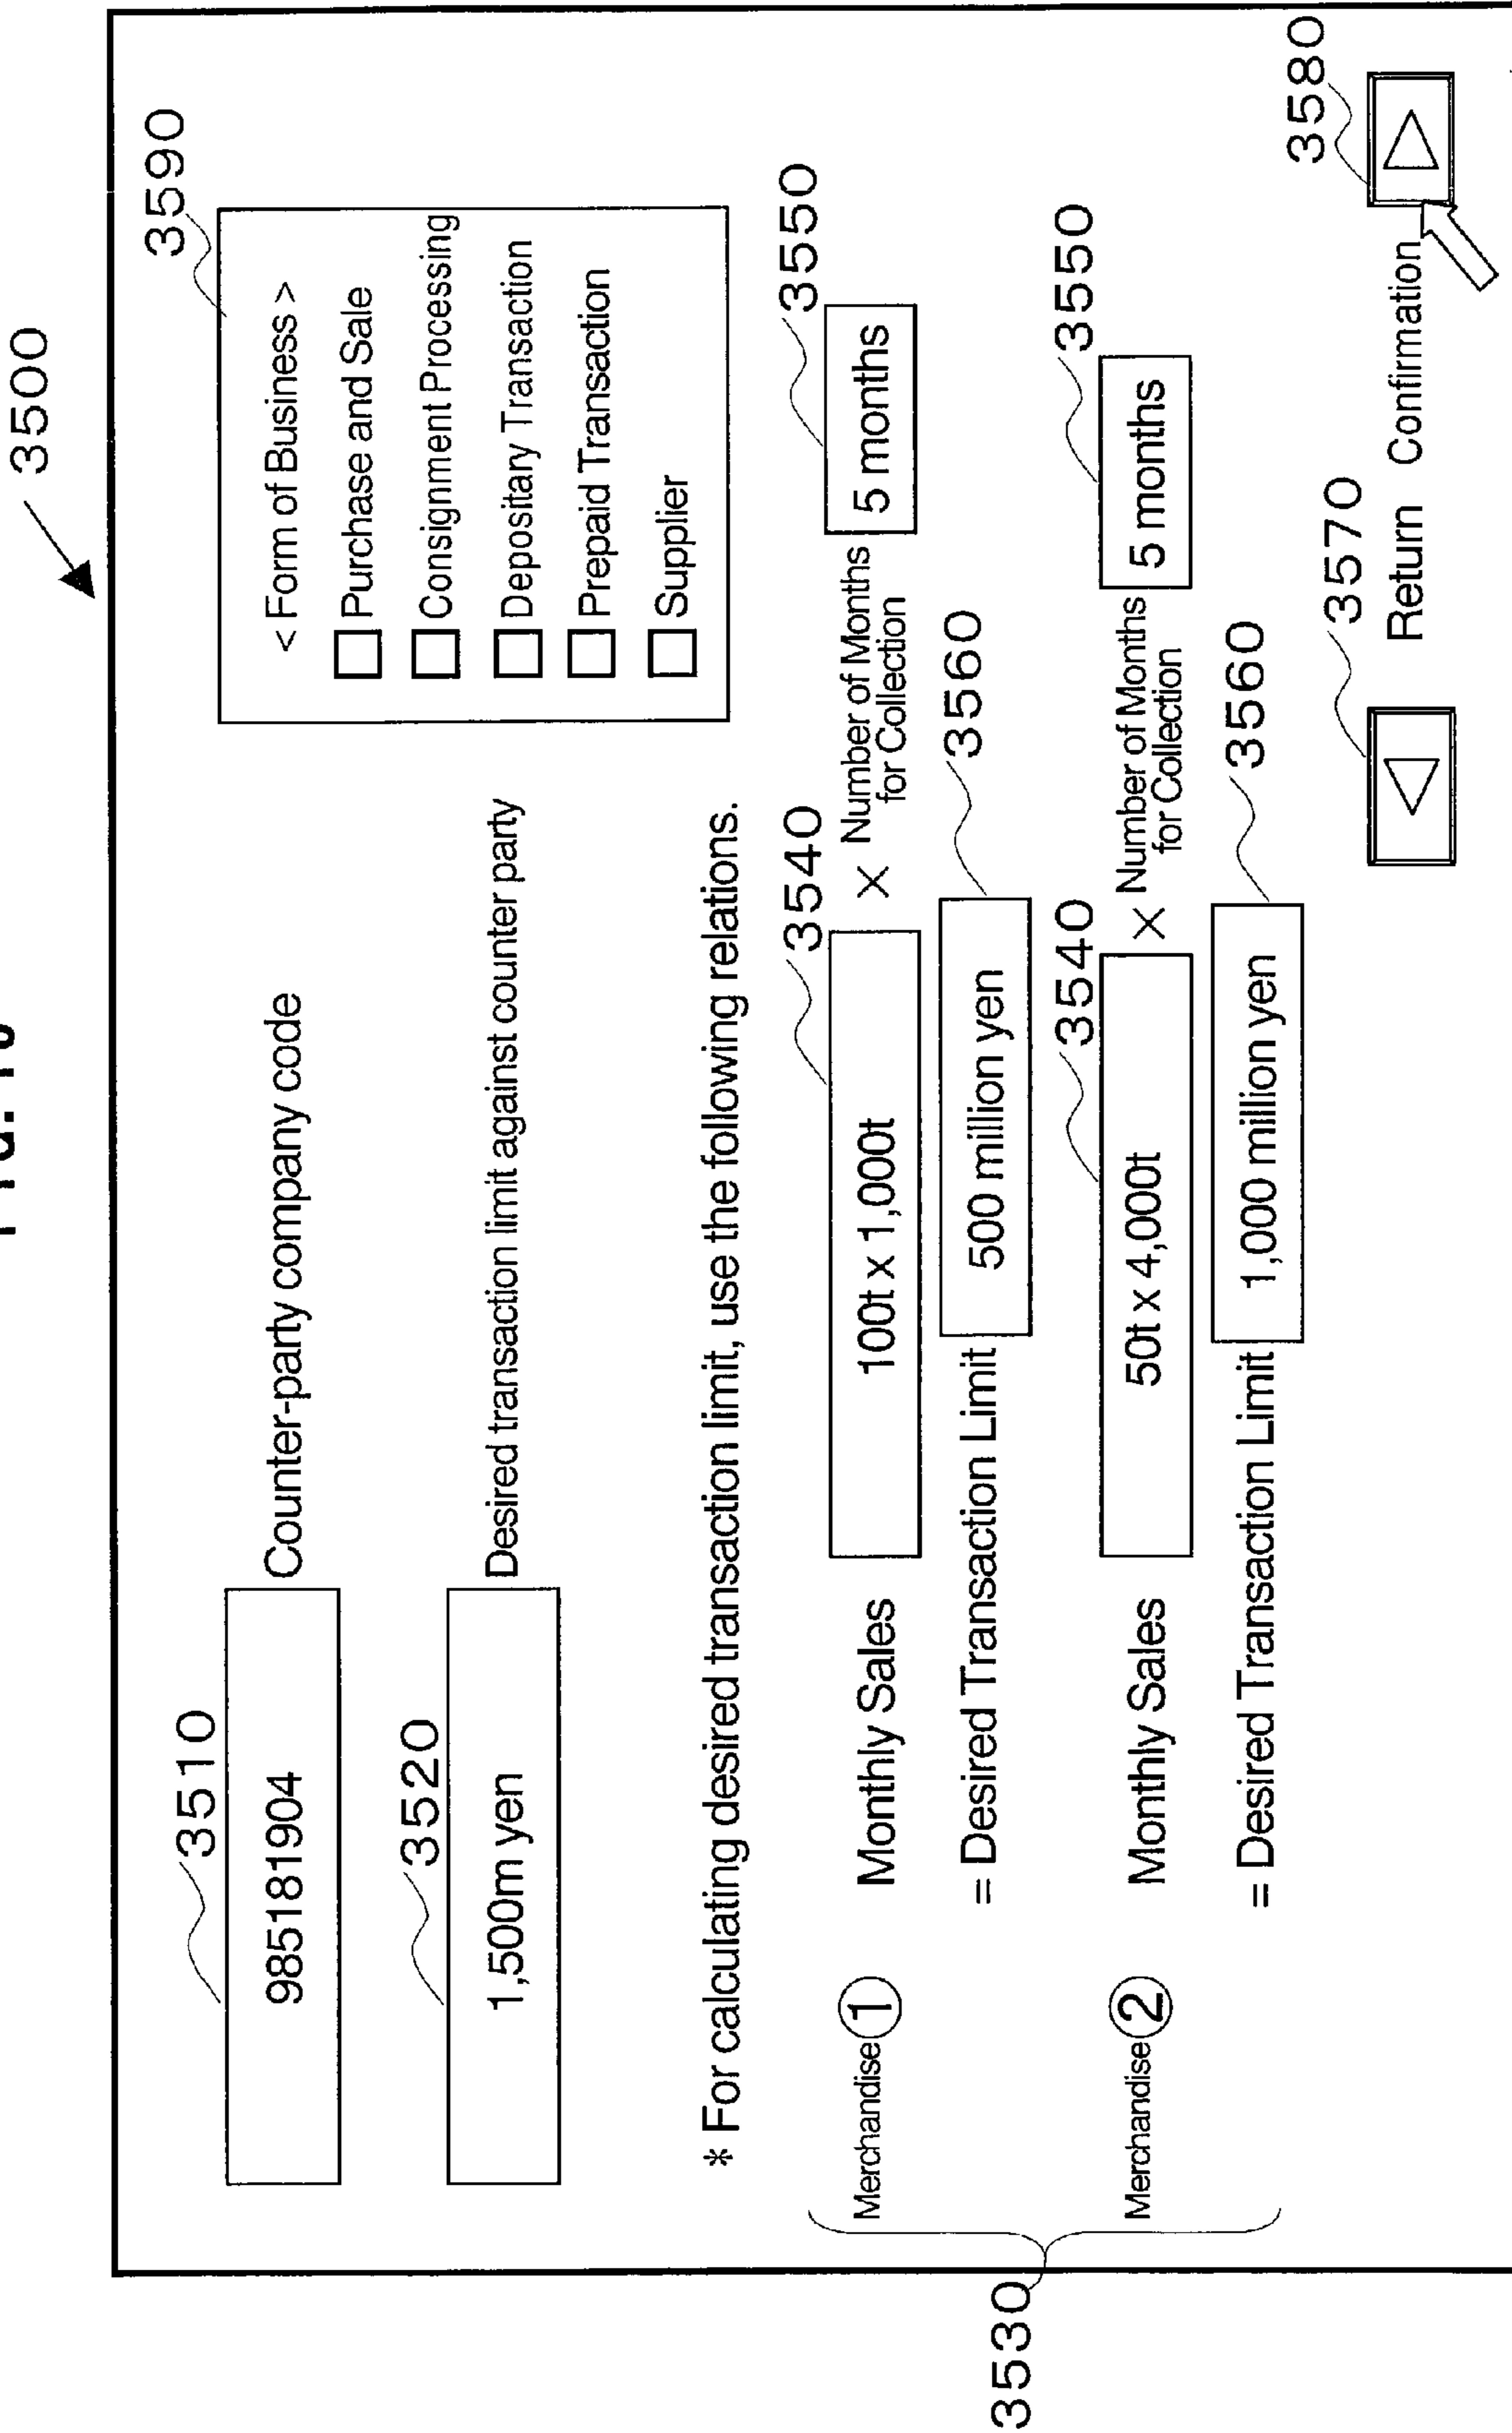 3500
3510
985181904
Counter-party company code
3520
1,500m yen
Desired transaction limit against counter party
3590
< Form of Business >
Purchase and Sale
Consignment Processing
Depositary Transaction
Prepaid Transaction
Supplier
* For calculating desired transaction limit, use the following relations.
3530
3540
3550
Merchandise ① Monthly Sales 100t x 1,000t × Number of Months for Collection 5 months
3560
= Desired Transaction Limit 500 million yen
3540
3550
Merchandise ② Monthly Sales 50t x 4,000t × Number of Months for Collection 5 months
3560
= Desired Transaction Limit 1,000 million yen
3570
3580
Return Confirmation